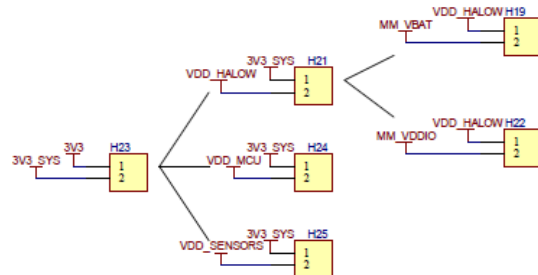 VDD_HALOW H19
MM_VBAT
1
2
3V3_SYS H21
VDD_HALOW
1
2
VDD_HALOW H22
MM_VDDIO
1
2
3V3 H23
3V3_SYS
1
2
3V3_SYS H24
VDD_MCU
1
2
3V3_SYS H25
VDD_SENSORS
1
2